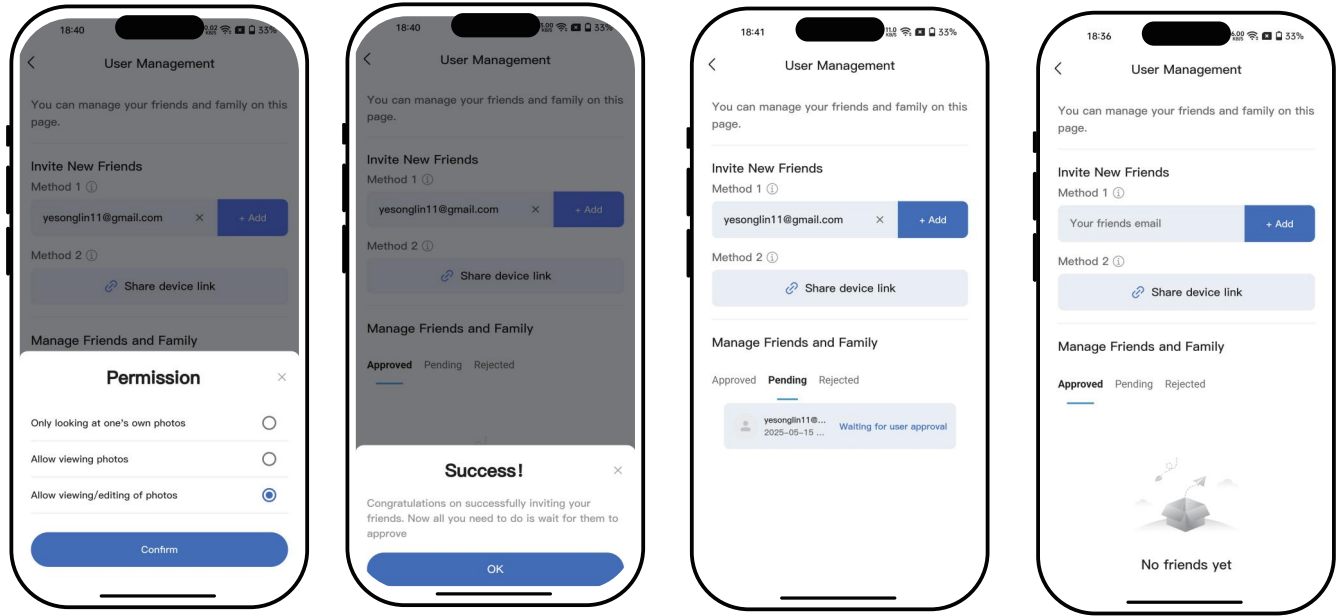 18:40
0.02 KB/S
33%
User Management
You can manage your friends and family on this
page.
Invite New Friends
Method 1
yesonglin11@gmail.com
+ Add
Method 2
Share device link
Manage Friends and Family
Permission
Only looking at one's own photos
Allow viewing photos
Allow viewing/editing of photos
Confirm
18:40
33%
User Management
You can manage your friends and family on this
page.
Invite New Friends
Method 1
yesonglin11@gmail.com
+ Add
Method 2
Share device link
Manage Friends and Family
Approved Pending Rejected
Success!
Congratulations on successfully inviting your
friends. Now all you need to do is wait for them to
approve
OK
18:41
11.0 KB/S
33%
User Management
You can manage your friends and family on this
page.
Invite New Friends
Method 1
yesonglin11@gmail.com
+ Add
Method 2
Share device link
Manage Friends and Family
Approved Pending Rejected
yesonglin11@...
2025-05-15 ...
Waiting for user approval
18:36
33%
User Management
You can manage your friends and family on this
page.
Invite New Friends
Method 1
Your friends email
+ Add
Method 2
Share device link
Manage Friends and Family
Approved Pending Rejected
No friends yet